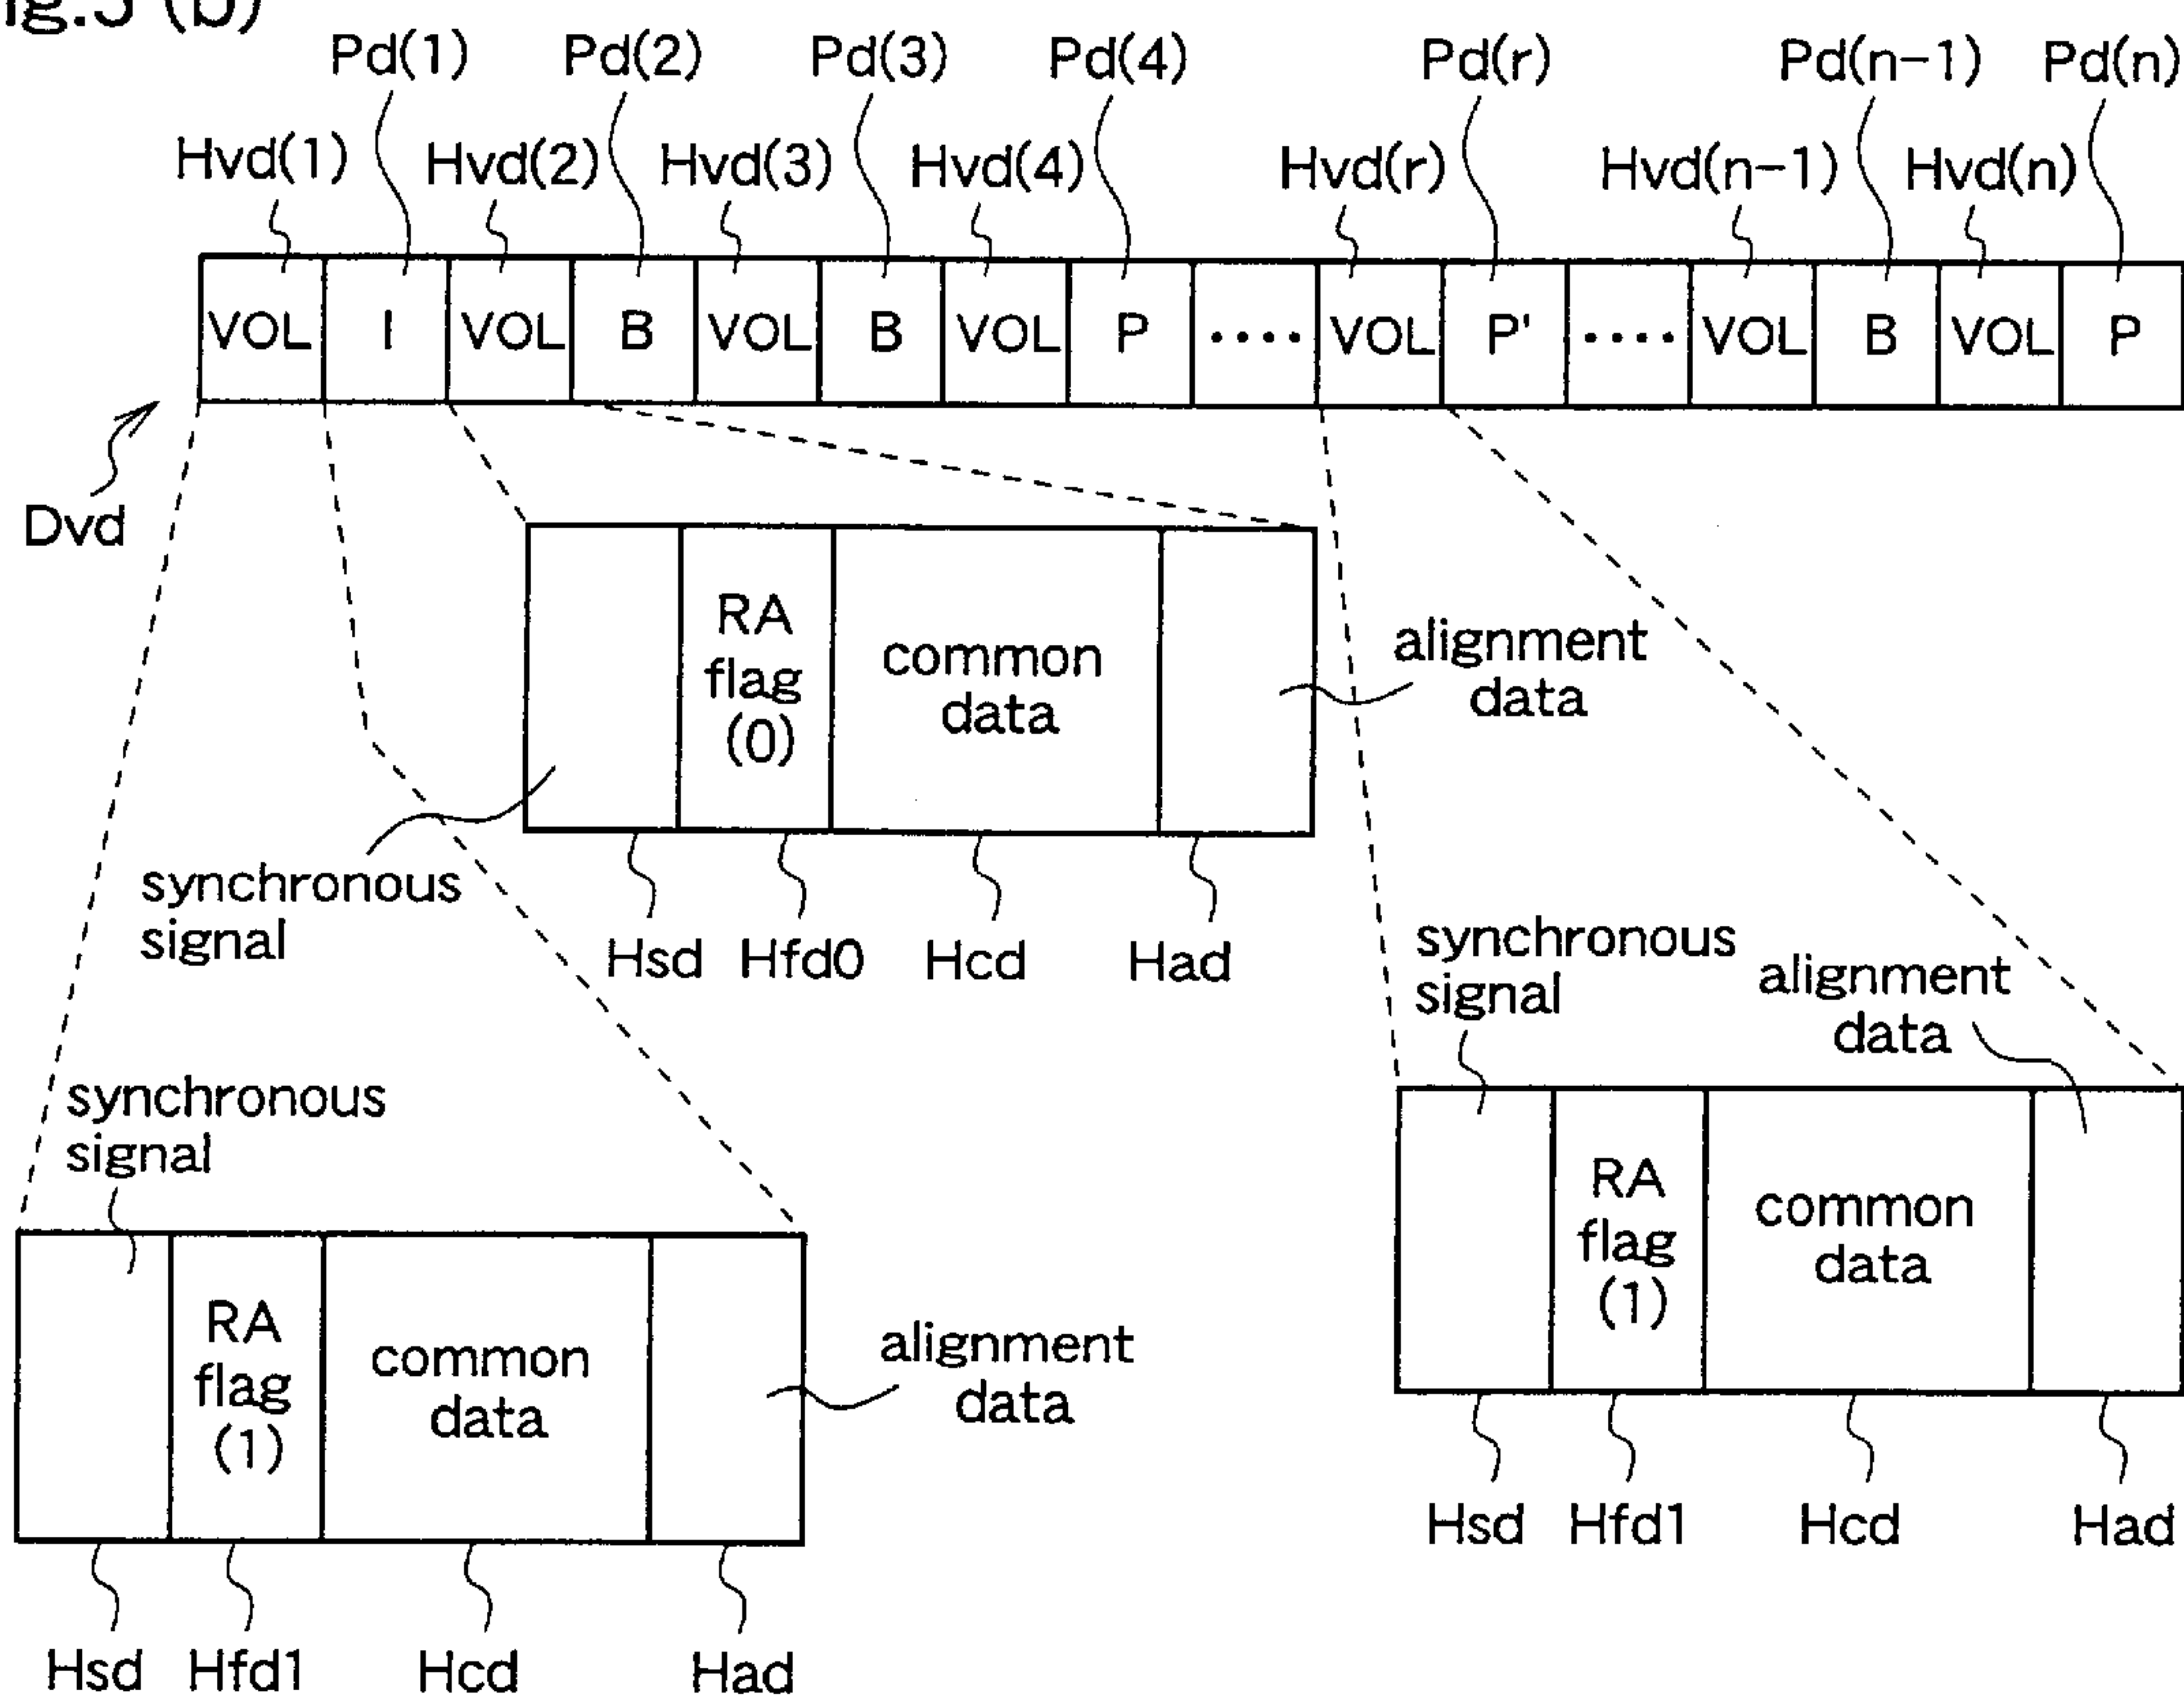 ig.5 (b)
Pd(1) Pd(2) Pd(3) Pd(4) Pd(r) Pd(n-1) Pd(n)
Hvd(1) Hvd(2) Hvd(3) Hvd(4) Hvd(r) Hvd(n-1) Hvd(n)
VOL I VOL B VOL B VOL P .... VOL P' .... VOL B VOL P
Dvd
RA
flag
(0)
common
data
alignment
data
synchronous
signal
Hsd Hfd0 Hcd Had
synchronous
signal
alignment
data
RA
flag
(1)
common
data
Hsd Hfd1 Hcd Had
synchronous
signal
RA
flag
(1)
common
data
alignment
data
Hsd Hfd1 Hcd Had